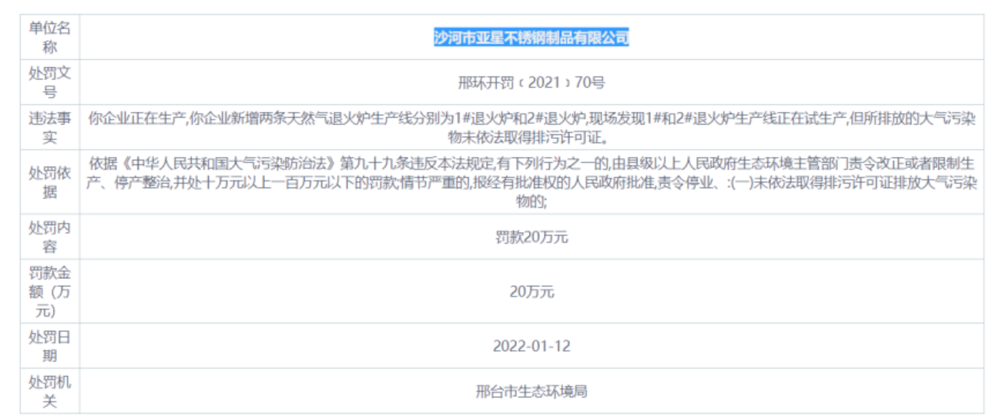 单位名
称
沙河市亚星不锈钢制品有限公司
处罚文
号
邢环开罚﹝2021﹞70号
违法事
实
你企业正在生产,你企业新增两条天然气退火炉生产线分别为1#退火炉和2#退火炉,现场发现1#和2#退火炉生产线正在试生产,但所排放的大气污染
物未依法取得排污许可证。
处罚依
据
依据《中华人民共和国大气污染防治法》第九十九条违反本法规定,有下列行为之一的,由县级以上人民政府生态环境主管部门责令改正或者限制生
产、停产整治,并处十万元以上一百万元以下的罚款;情节严重的,报经有批准权的人民政府批准,责令停业、:(一)未依法取得排污许可证排放大气污染
物的;
处罚内
容
罚款20万元
罚款金
额（万
元）
20万元
处罚日
期
2022-01-12
处罚机
关
邢台市生态环境局